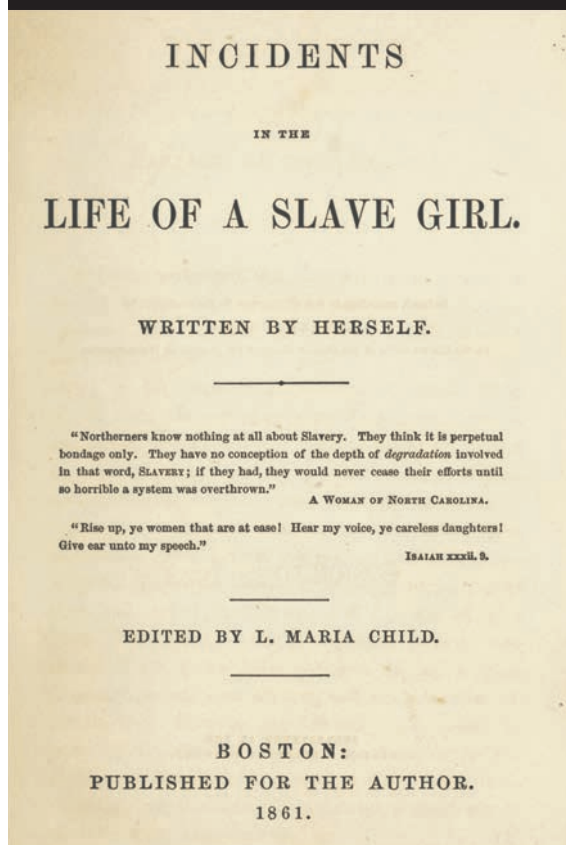 INCIDENTS
IN THE
LIFE OF A SLAVE GIRL.
WRITTEN BY HERSELF.
"Northerners know nothing at all about Slavery. They think it is perpetual
bondage only. They have no conception of the depth of degradation involved
in that word, SLAVERY; if they had, they would never cease their efforts until
so horrible a system was overthrown."
A WOMAN OF NORTH CAROLINA.
"Rise up, ye women that are at ease! Hear my voice, ye careless daughters!
Give ear unto my speech."
ISAIAH xxxii. 9.
EDITED BY L. MARIA CHILD.
BOSTON:
PUBLISHED FOR THE AUTHOR.
1861.